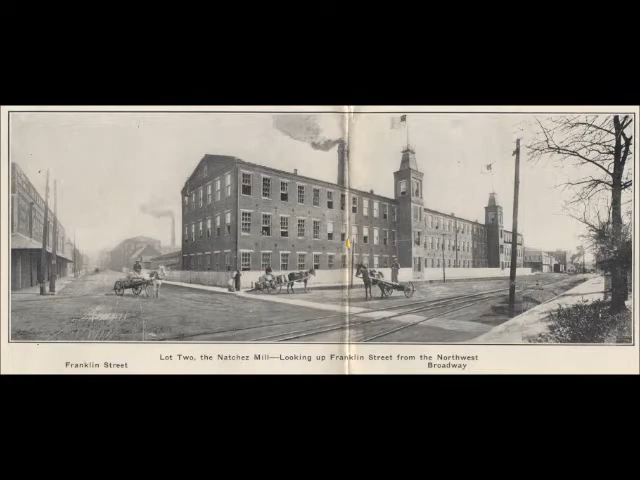 Lot Two, the Natchez Mill—Looking up Franklin Street from the Northwest
Franklin Street
Broadway